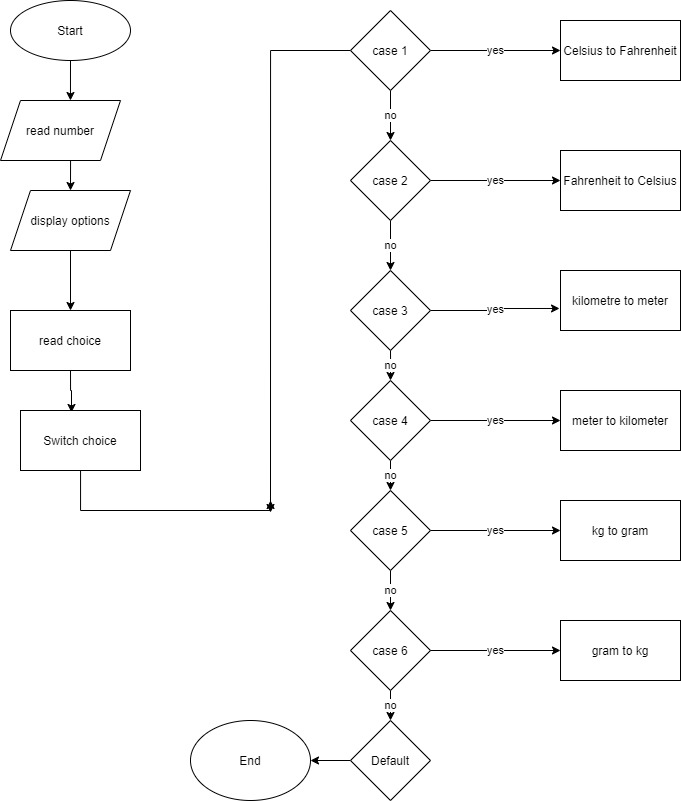 Start
read number
display options
read choice
Switch choice
case 1
yes
Celsius to Fahrenheit
no
case 2
yes
Fahrenheit to Celsius
no
case 3
yes
kilometre to meter
no
case 4
yes
meter to kilometer
no
case 5
yes
kg to gram
no
case 6
yes
gram to kg
no
Default
End